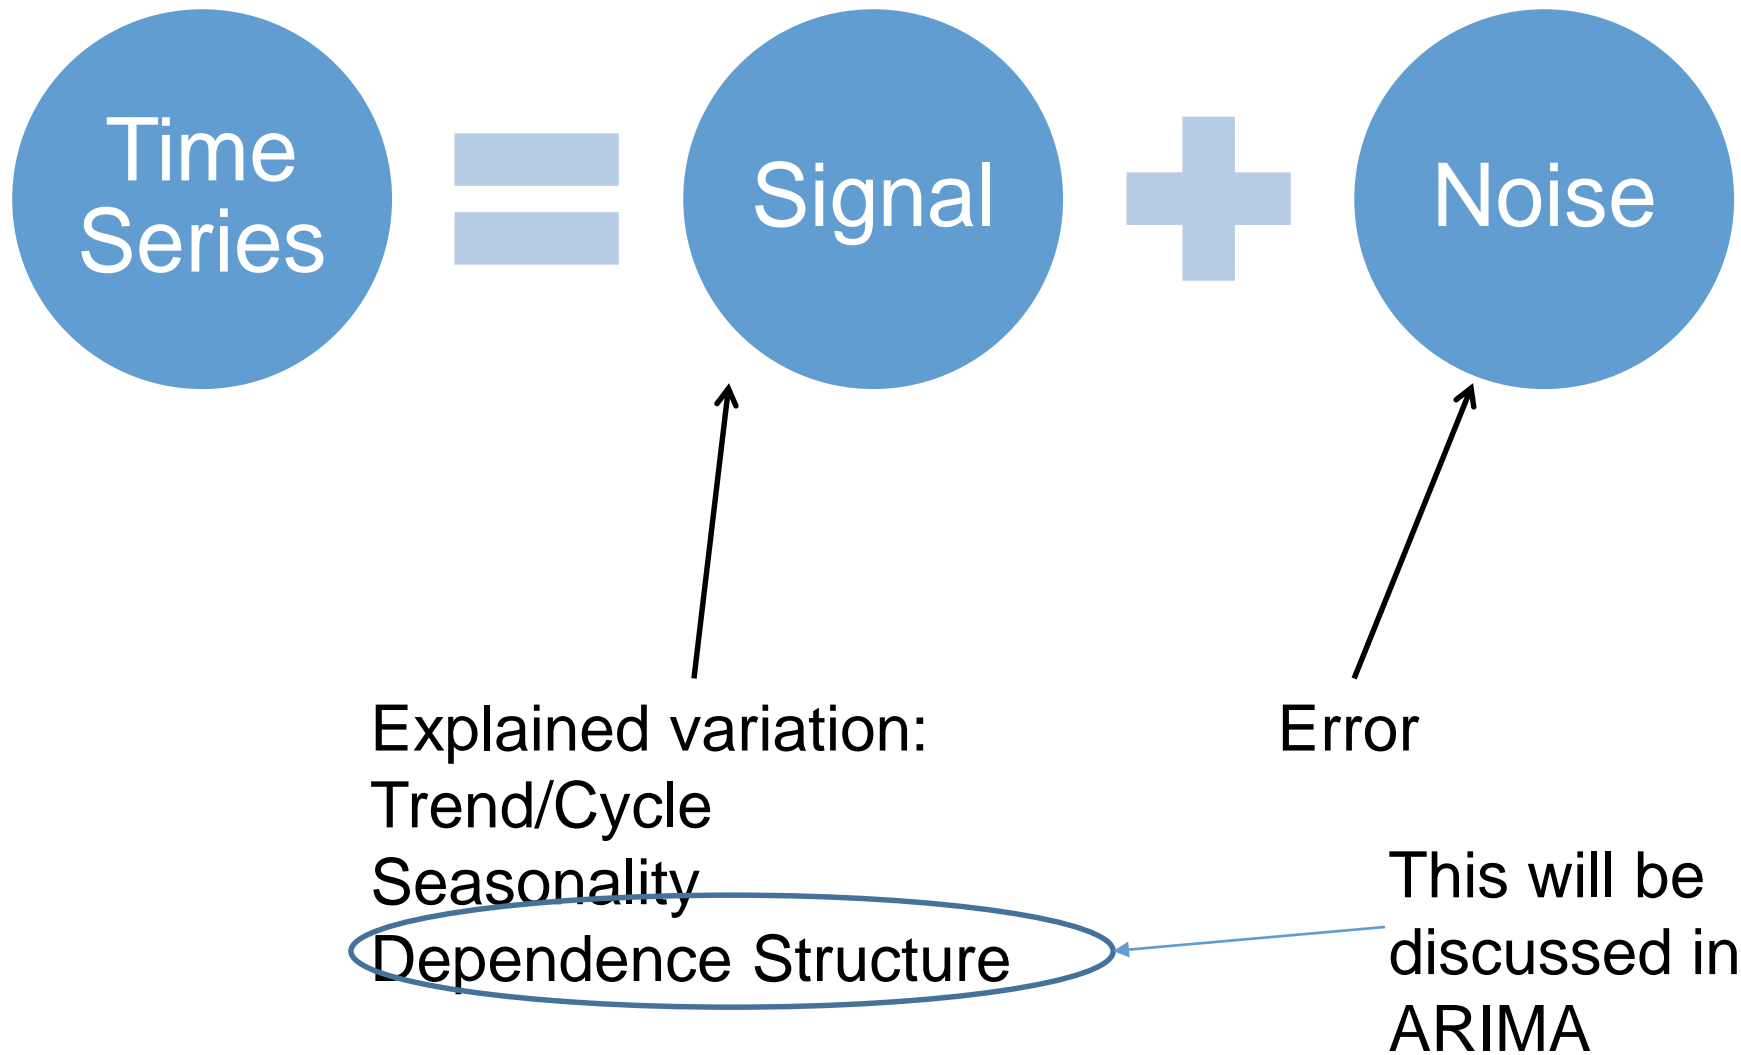 Time
Series
Signal
Noise
Explained variation:
Trend/Cycle
Seasonality
Dependence Structure
Error
This will be
discussed in
ARIMA